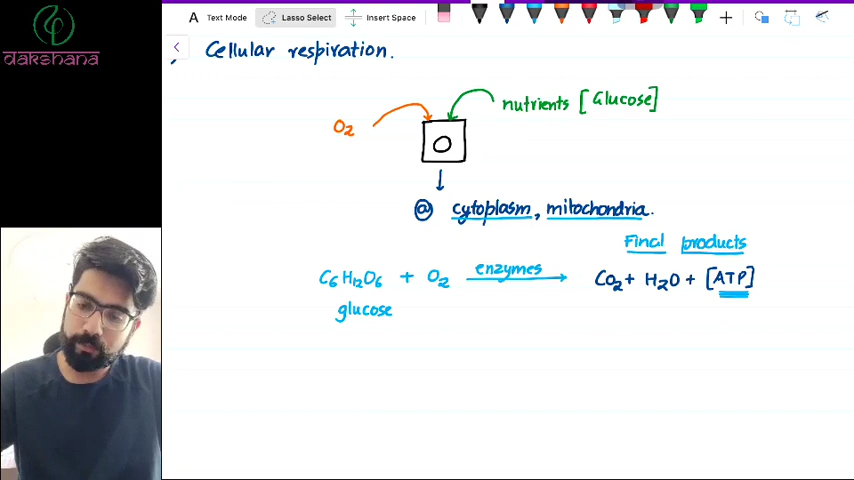 dakshana
A Text Mode Lasso Select Insert Space
Cellular respiration.
nutrients [Glucose]
O₂
@ cytoplasm, mitochondria.
Final products
C₆H₁₂O₆ + O₂ enzymes CO₂ + H₂O + [ATP]
glucose